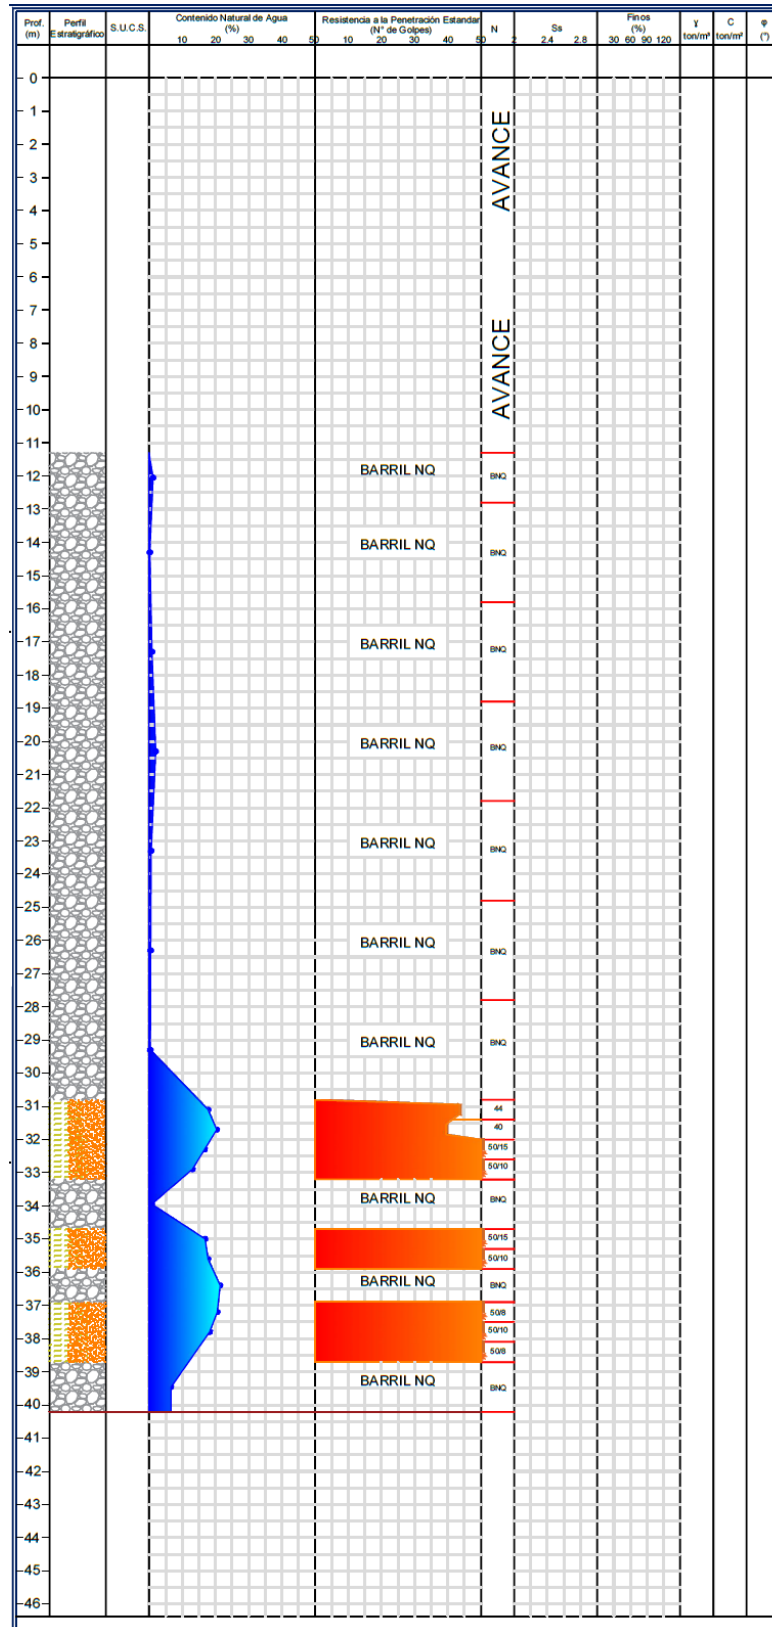 Prof.
(m)
Perfil
Estratigráfico
S.U.C.S.
Contenido Natural de Agua
(%)
10 20 30 40 50
Resistencia a la Penetración Estandar
(N° de Golpes)
10 20 30 40 50
N
Ss
2 2.4 2.8
Finos
(%)
30 60 90 120
γ
ton/m³
C
ton/m²
φ
(°)
0
AVANCE
1
2
3
4
5
6
7
AVANCE
8
9
10
11
BARRIL NQ
12 BNQ
13
14 BARRIL NQ
BNQ
15
16
17 BARRIL NQ
BNQ
18
19
20 BARRIL NQ
BNQ
21
22
23 BARRIL NQ
BNQ
24
25
26 BARRIL NQ
BNQ
27
28
29 BARRIL NQ BNQ
30
31 44
40
32 50/15
50/10
33
34 BARRIL NQ BNQ
35 50/15
50/10
36 BARRIL NQ BNQ
37 50/8
50/10
38 50/8
39 BARRIL NQ
BNQ
40
41
42
43
44
45
46